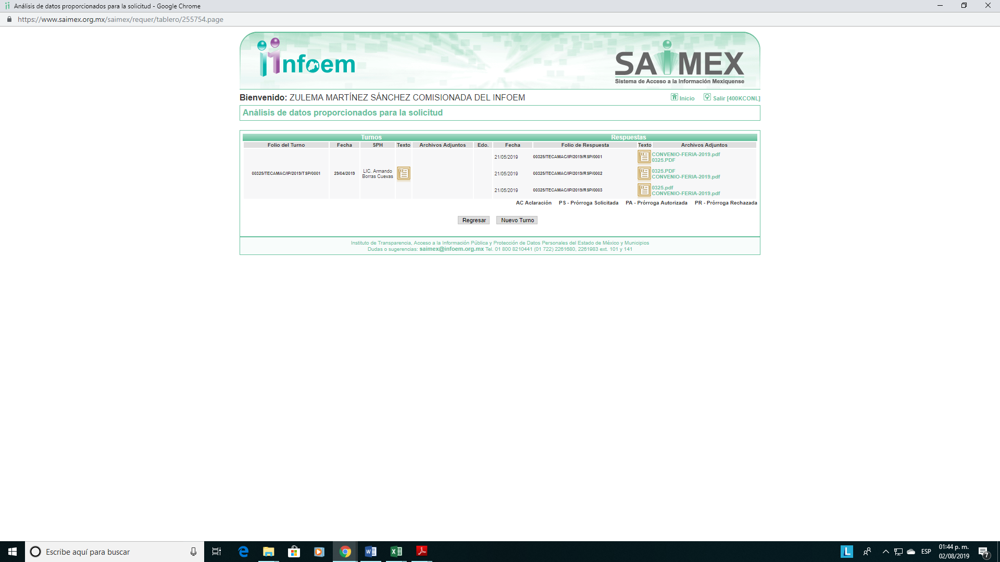 Análisis de datos proporcionados para la solicitud - Google Chrome
https://www.saimex.org.mx/saimex/requer/tablero/255754.page
infoem
SAIMEX
Sistema de Acceso a la Información Mexiquense
Bienvenido: ZULEMA MARTÍNEZ SÁNCHEZ COMISIONADA DEL INFOEM
Inicio Salir [400KCONL]
Análisis de datos proporcionados para la solicitud
Turnos Respuestas
Folio del Turno Fecha SPH Texto Archivos Adjuntos Edo. Fecha Folio de Respuesta Texto Archivos Adjuntos
00325/TECAMAC/IP/2019/TSP/0001 29/04/2019 LIC. Armando
Borras Cuevas
21/05/2019 00325/TECAMAC/IP/2019/RSP/0001 CONVENIO-FERIA-2019.pdf
0325.PDF
21/05/2019 00325/TECAMAC/IP/2019/RSP/0002 0325.PDF
CONVENIO-FERIA-2019.pdf
21/05/2019 00325/TECAMAC/IP/2019/RSP/0003 0325.pdf
CONVENIO-FERIA-2019.pdf
AC Aclaración PS - Prórroga Solicitada PA - Prórroga Autorizada PR - Prórroga Rechazada
Regresar Nuevo Turno
Instituto de Transparencia, Acceso a la Información Pública y Protección de Datos Personales del Estado de México y Municipios
Dudas o sugerencias: saimex@infoem.org.mx Tel. 01 800 8210441 (01 722) 2261680, 2261983 ext. 101 y 141
Escribe aquí para buscar
L
ESP
01:44 p. m.
02/08/2019
7